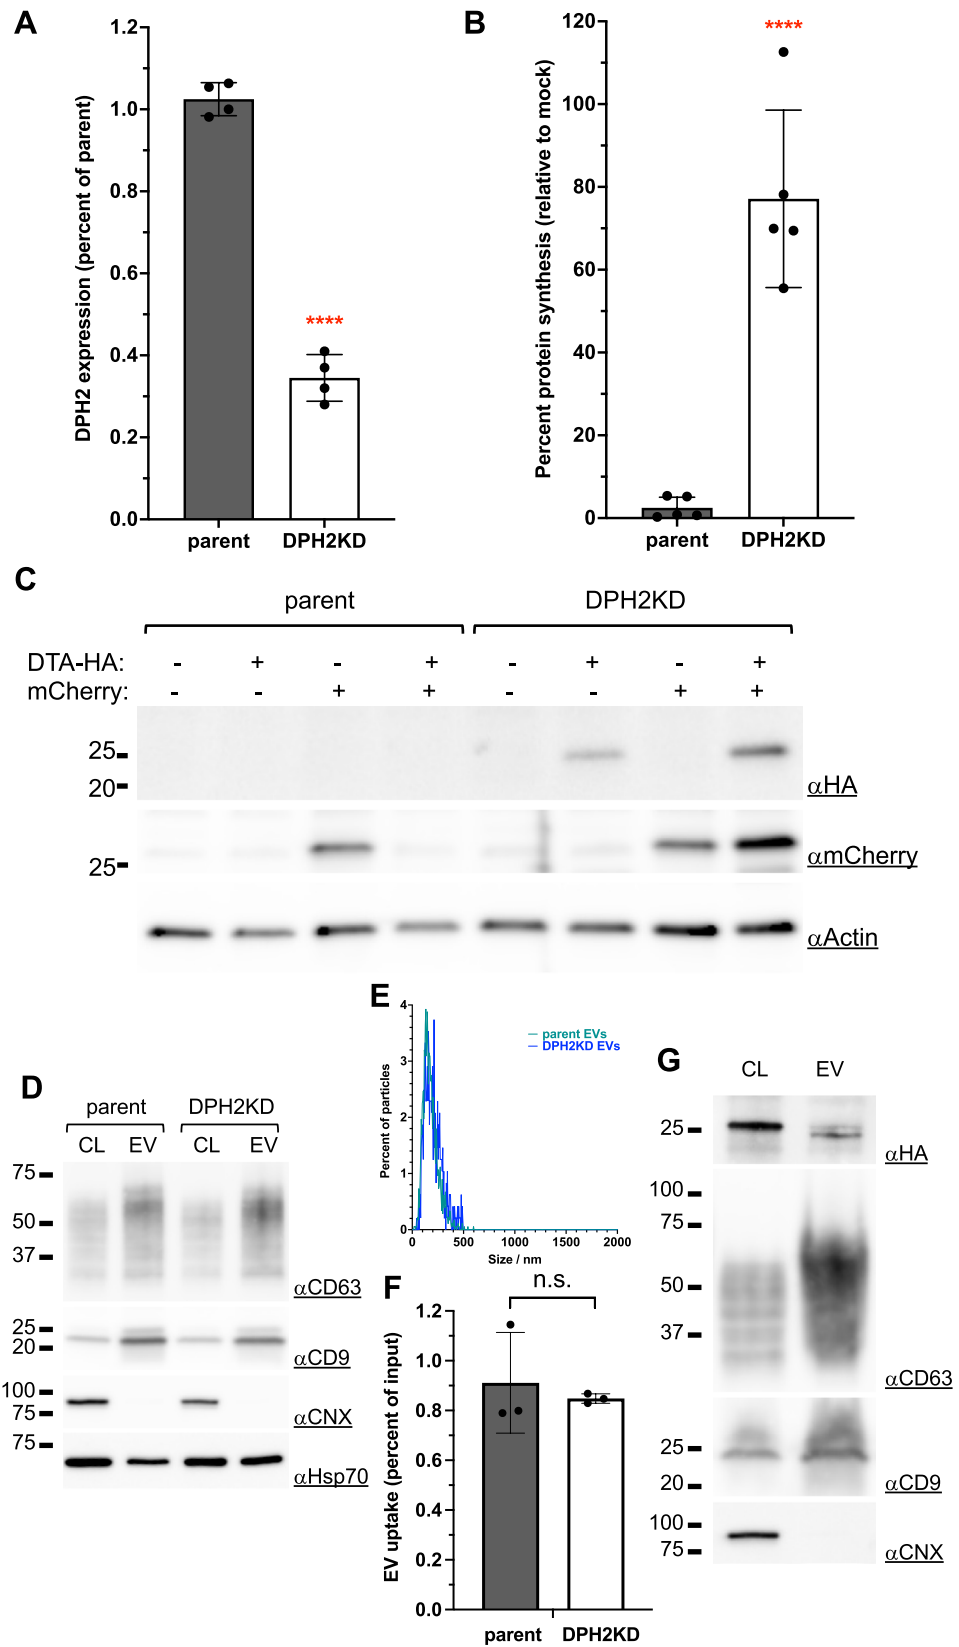 A
1.2
1.0
0.8
0.6
0.4
0.2
0.0
DPH2 expression (percent of parent)
****
parent DPH2KD
B
120
100
80
60
40
20
0
Percent protein synthesis (relative to mock)
****
parent DPH2KD
C
parent DPH2KD
DTA-HA: - + - + - + - +
mCherry: - - + + - - + +
25
20
αHA
25
αmCherry
αActin
D
parent DPH2KD
CL EV CL EV
75
50
37
αCD63
25
20
αCD9
100
75
αCNX
75
αHsp70
E
4
3
2
1
0
Percent of particles
parent EVs
DPH2KD EVs
0 500 1000 1500 2000
Size / nm
F
n.s.
1.2
1.0
0.8
0.6
0.4
0.2
0.0
EV uptake (percent of input)
parent DPH2KD
G
CL EV
25
αHA
100
75
50
37
αCD63
25
20
αCD9
100
75
αCNX